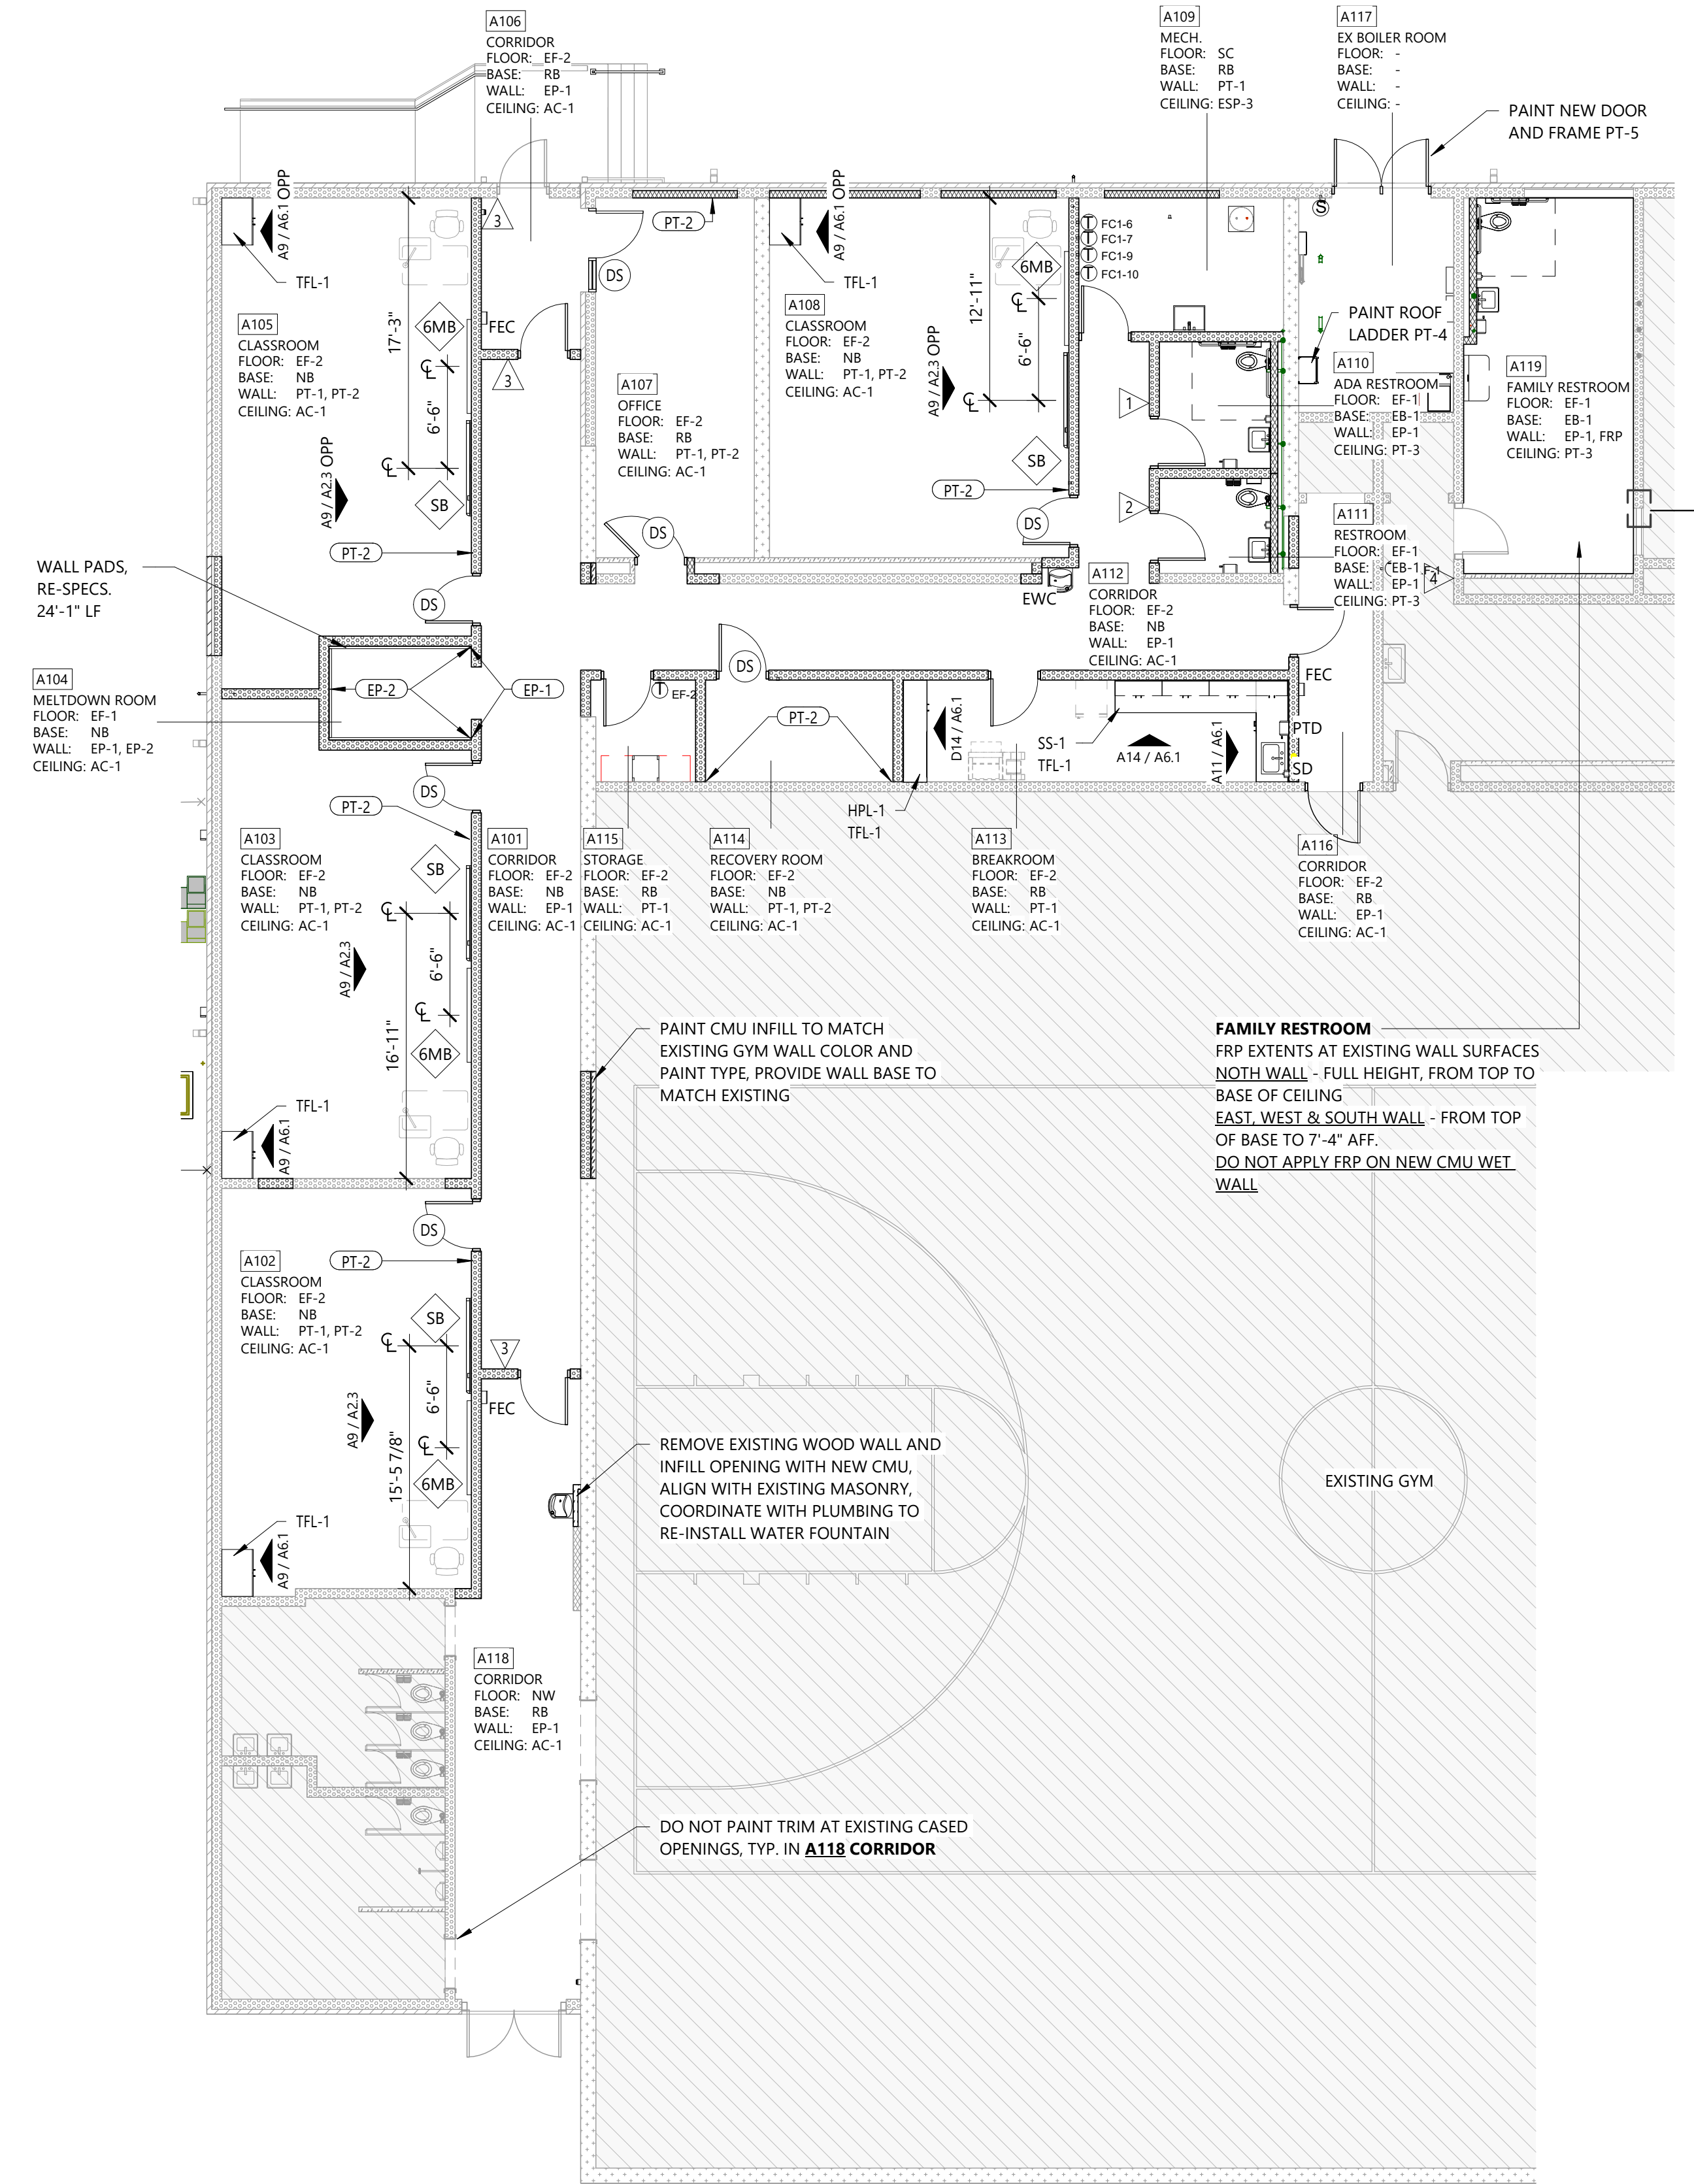 A106
CORRIDOR
FLOOR: EF-2
BASE: RB
WALL: EP-1
CEILING: AC-1
A109
MECH.
FLOOR: SC
BASE: RB
WALL: PT-1
CEILING: ESP-3
A117
EX BOILER ROOM
FLOOR: -
BASE: -
WALL: -
CEILING: -
PAINT NEW DOOR
AND FRAME PT-5
A9 / A6.1 OPP
TFL-1
3
PT-2
DS
A9 / A6.1 OPP
TFL-1
FC1-6
FC1-7
FC1-9
FC1-10
T
T
T
T
S
A105
CLASSROOM
FLOOR: EF-2
BASE: NB
WALL: PT-1, PT-2
CEILING: AC-1
17'-3"
6MB
6'-6"
SB
A9 / A2.3 OPP
PT-2
DS
FEC
3
A107
OFFICE
FLOOR: EF-2
BASE: RB
WALL: PT-1, PT-2
CEILING: AC-1
DS
A108
CLASSROOM
FLOOR: EF-2
BASE: NB
WALL: PT-1, PT-2
CEILING: AC-1
12'-11"
6MB
6'-6"
A9 / A2.3 OPP
SB
PT-2
DS
1
2
PAINT ROOF
LADDER PT-4
A110
ADA RESTROOM
FLOOR: EF-1
BASE: EB-1
WALL: EP-1
CEILING: PT-3
A119
FAMILY RESTROOM
FLOOR: EF-1
BASE: EB-1
WALL: EP-1, FRP
CEILING: PT-3
A111
RESTROOM
FLOOR: EF-1
BASE: EB-1
WALL: EP-1
CEILING: PT-3
4
WALL PADS,
RE-SPECS.
24'-1" LF
EWC
A112
CORRIDOR
FLOOR: EF-2
BASE: NB
WALL: EP-1
CEILING: AC-1
A104
MELTDOWN ROOM
FLOOR: EF-1
BASE: NB
WALL: EP-1, EP-2
CEILING: AC-1
EP-2
EP-1
T EF-2
DS
PT-2
D14 / A6.1
SS-1
TFL-1
A14 / A6.1
A11 / A6.1
FEC
PTD
SD
HPL-1
TFL-1
DS
PT-2
A103
CLASSROOM
FLOOR: EF-2
BASE: NB
WALL: PT-1, PT-2
CEILING: AC-1
SB
A101
CORRIDOR
FLOOR: EF-2
BASE: NB
WALL: EP-1
CEILING: AC-1
A115
STORAGE
FLOOR: EF-2
BASE: RB
WALL: PT-1
CEILING: AC-1
A114
RECOVERY ROOM
FLOOR: EF-2
BASE: NB
WALL: PT-1, PT-2
CEILING: AC-1
A113
BREAKROOM
FLOOR: EF-2
BASE: RB
WALL: PT-1
CEILING: AC-1
A116
CORRIDOR
FLOOR: EF-2
BASE: RB
WALL: EP-1
CEILING: AC-1
A9 / A2.3
6'-6"
16'-11"
6MB
TFL-1
A9 / A6.1
PAINT CMU INFILL TO MATCH
EXISTING GYM WALL COLOR AND
PAINT TYPE, PROVIDE WALL BASE TO
MATCH EXISTING
FAMILY RESTROOM
FRP EXTENTS AT EXISTING WALL SURFACES
NOTH WALL - FULL HEIGHT, FROM TOP TO
BASE OF CEILING
EAST, WEST & SOUTH WALL - FROM TOP
OF BASE TO 7'-4" AFF.
DO NOT APPLY FRP ON NEW CMU WET
WALL
DS
PT-2
A102
CLASSROOM
FLOOR: EF-2
BASE: NB
WALL: PT-1, PT-2
CEILING: AC-1
SB
3
FEC
6'-6"
A9 / A2.3
15'-5 7/8"
6MB
TFL-1
A9 / A6.1
REMOVE EXISTING WOOD WALL AND
INFILL OPENING WITH NEW CMU,
ALIGN WITH EXISTING MASONRY,
COORDINATE WITH PLUMBING TO
RE-INSTALL WATER FOUNTAIN
EXISTING GYM
A118
CORRIDOR
FLOOR: NW
BASE: RB
WALL: EP-1
CEILING: AC-1
DO NOT PAINT TRIM AT EXISTING CASED
OPENINGS, TYP. IN A118 CORRIDOR